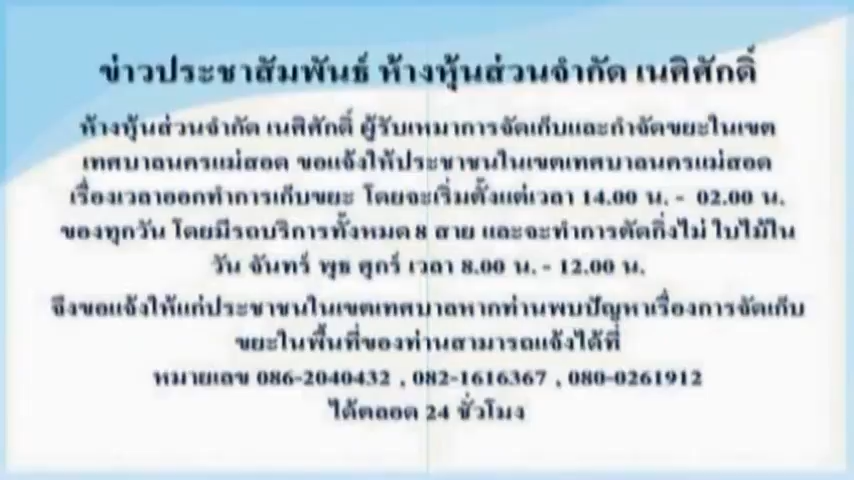 ข่าวประชาสัมพันธ์ ห้างหุ้นส่วนจำกัด เนติศักดิ์
ห้างหุ้นส่วนจำกัด เนติศักดิ์ ผู้รับเหมาการจัดเก็บและกำจัดขยะในเขต
เทศบาลนครแม่สอด ขอแจ้งให้ประชาชนในเขตเทศบาลนครแม่สอด
เรื่องเวลาออกทำการเก็บขยะ โดยจะเริ่มตั้งแต่เวลา 14.00 น. - 02.00 น.
ของทุกวัน โดยมีรถบริการทั้งหมด 8 สาย และจะทำการตัดกิ่งไม่ ใบไม้ใน
วัน จันทร์ พุธ ศุกร์ เวลา 8.00 น. - 12.00 น.
จึงขอแจ้งให้แก่ประชาชนในเขตเทศบาลหากท่านพบปัญหาเรื่องการจัดเก็บ
ขยะในพื้นที่ของท่านสามารถแจ้งได้ที่
หมายเลข 086-2040432 , 082-1616367 , 080-0261912
ได้ตลอด 24 ชั่วโมง